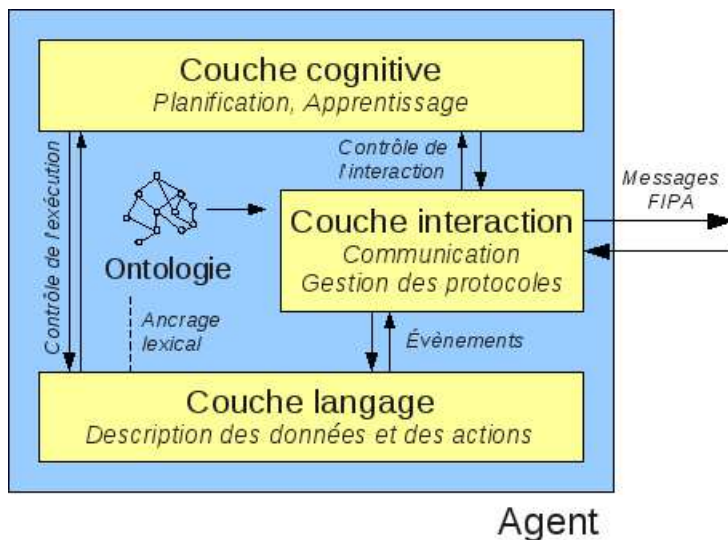 Couche cognitive
Planification, Apprentissage
Contrôle de l'exécution
Contrôle de
l'interaction
Messages
FIPA
Couche interaction
Communication
Gestion des protocoles
Ontologie
Ancrage
lexical
Évènements
Couche langage
Description des données et des actions
Agent